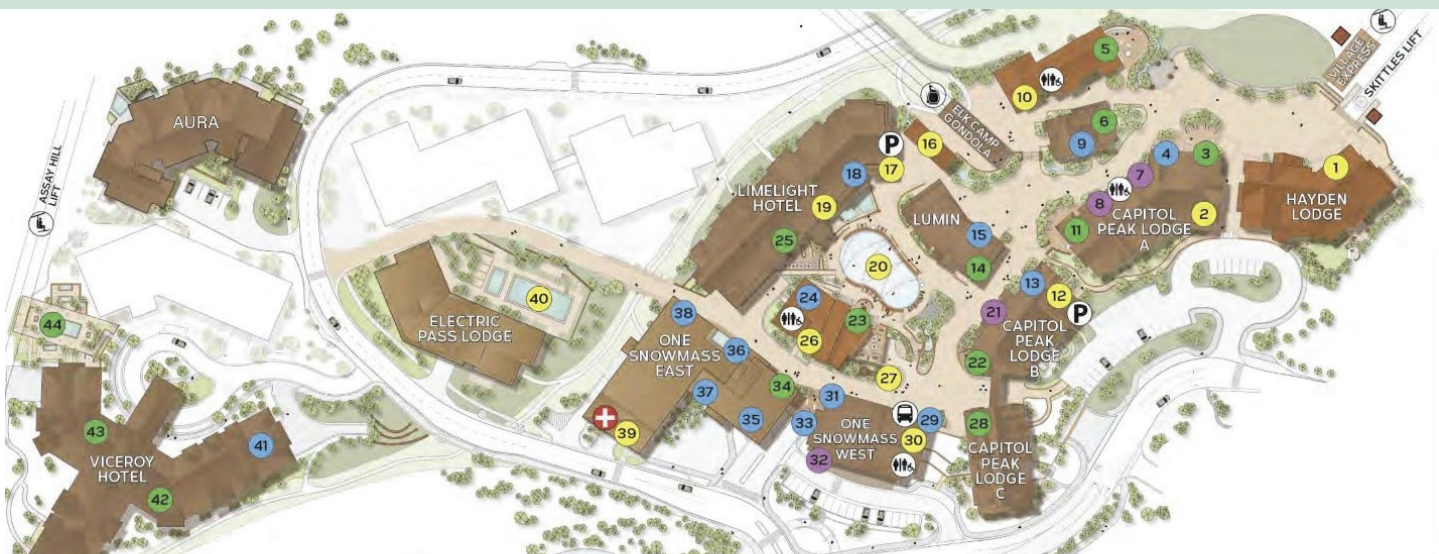 AURA
ASSAY HILL
LIFT
VILLAGE
EXPRESS
SKITTLES LIFT
ELK CAMP
GONDOLA
5
10
6
9
4
3
7
8
11
CAPITOL
PEAK LODGE
A
2
1
HAYDEN
LODGE
16
P
17
18
LIMELIGHT
HOTEL
19
25
LUMIN
15
14
20
24
23
26
13
12
P
21
CAPITOL
PEAK
LODGE
B
22
27
40
ELECTRIC
PASS LODGE
38
ONE
SNOWMASS
EAST
36
37
34
35
39
31
33
29
ONE
SNOWMASS
WEST
30
32
28
CAPITOL
PEAK
LODGE
C
44
43
41
VICEROY
HOTEL
42